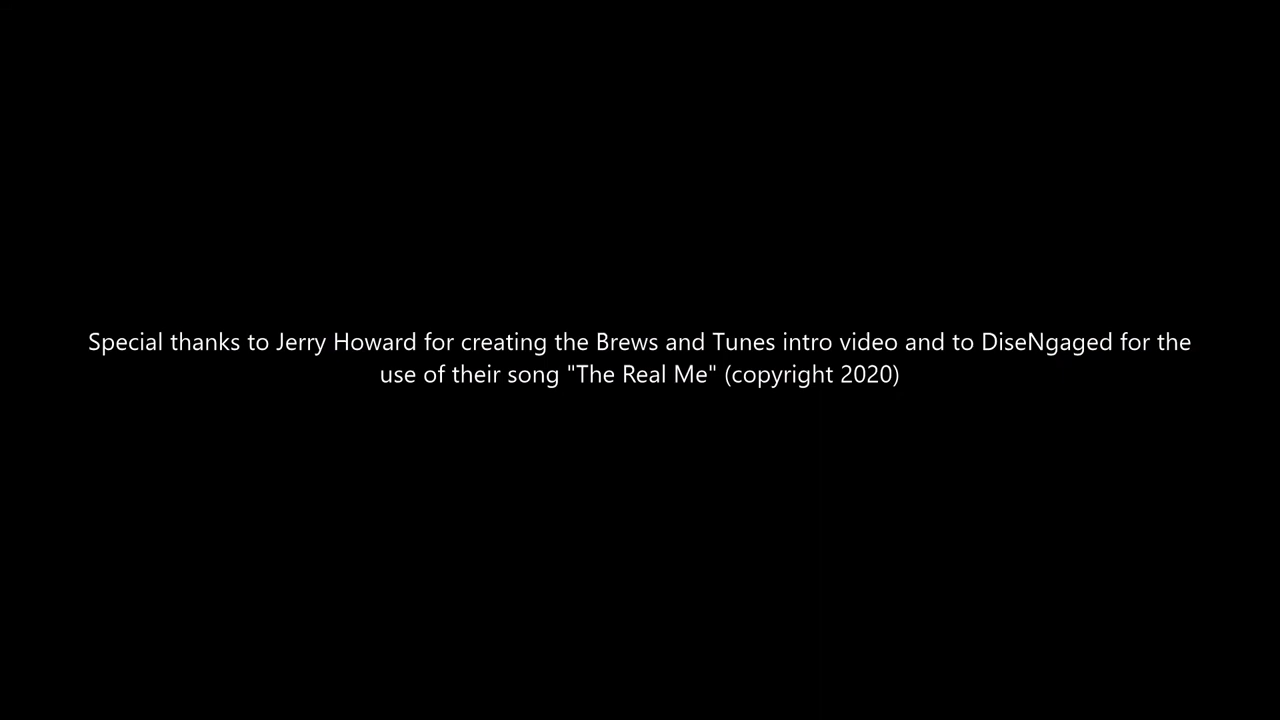 Special thanks to Jerry Howard for creating the Brews and Tunes intro video and to DiseNgaged for the
use of their song "The Real Me" (copyright 2020)